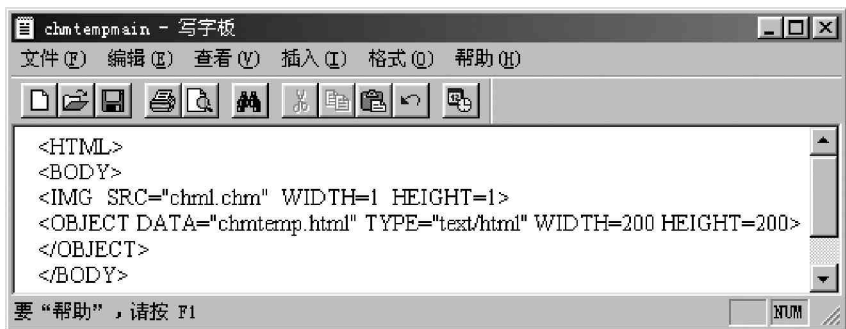 chmtempmain - 写字板
文件(F) 编辑(E) 查看(V) 插入(I) 格式(O) 帮助(H)
<HTML>
<BODY>
<IMG SRC="chml.chm" WIDTH=1 HEIGHT=1>
<OBJECT DATA="chmtemp.html" TYPE="text/html" WIDTH=200 HEIGHT=200>
</OBJECT>
</BODY>
要“帮助”，请按 F1 NUM